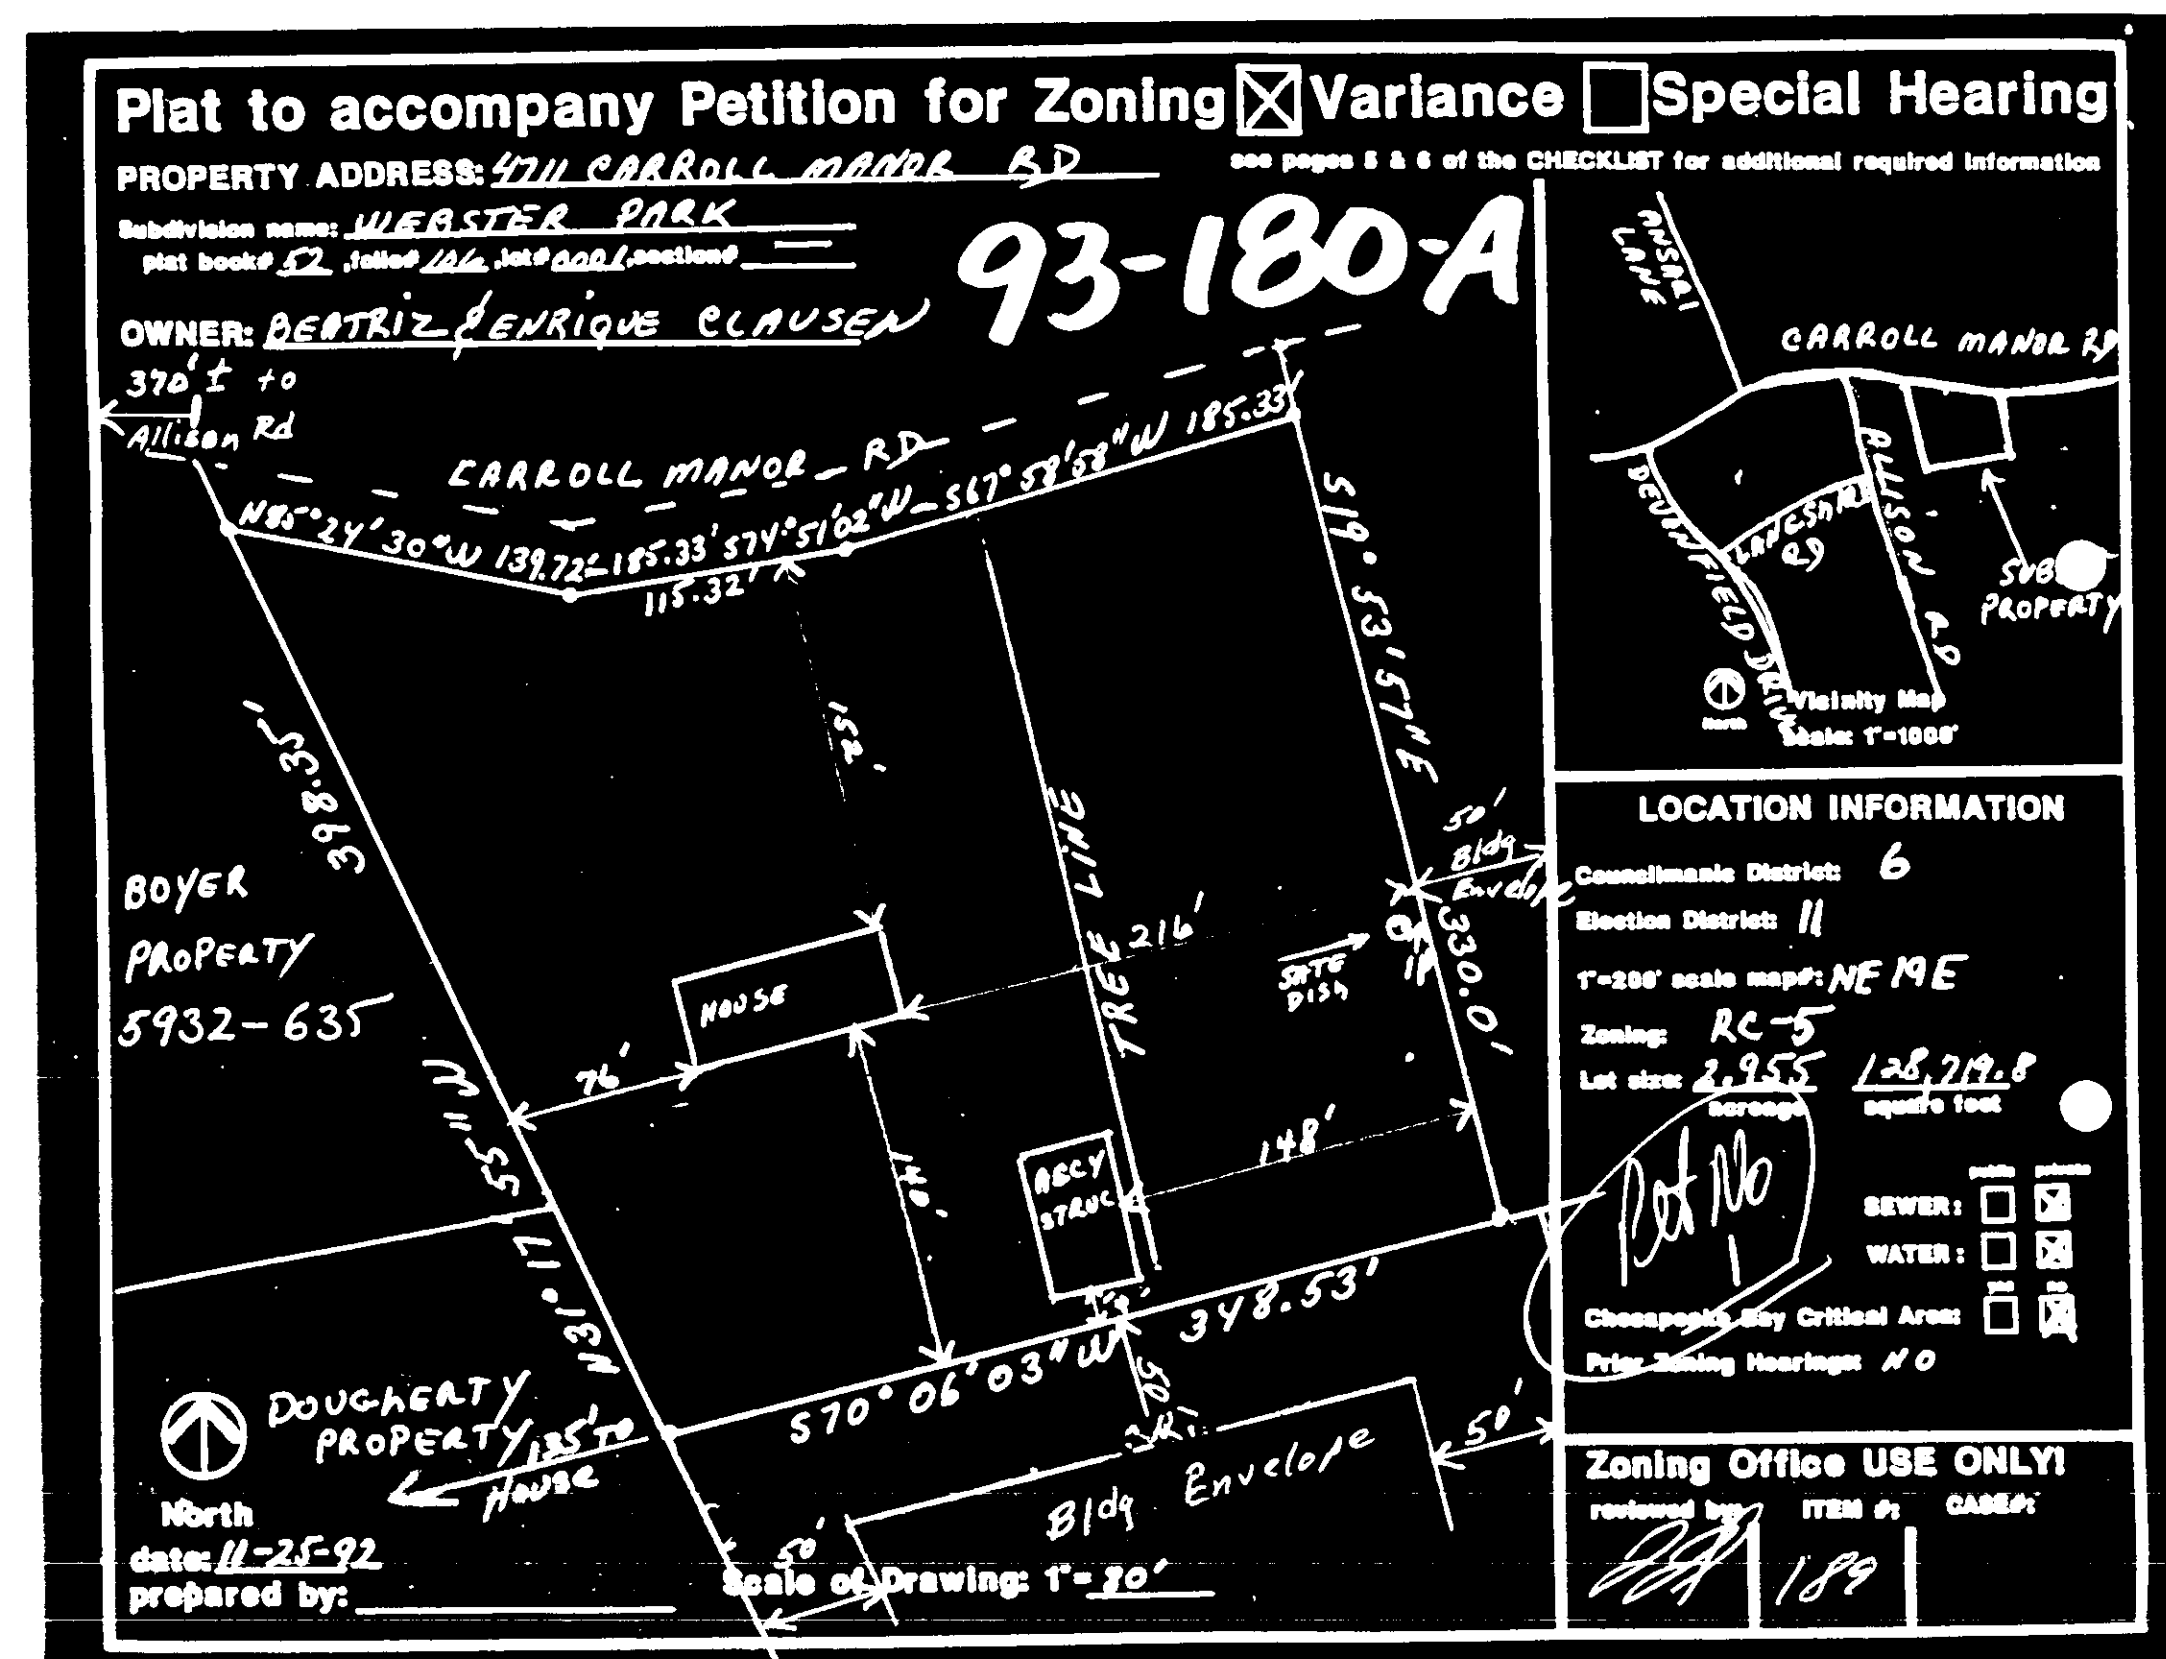 Plat to accompany Petition for Zoning Variance Special Hearing
PROPERTY ADDRESS: 4711 CARROLL MANOR RD
see pages 5 & 6 of the CHECKLIST for additional required information
Subdivision name: WEBSTER PARK
plat book# 52, folio# 106, lot# 0001, section#
93-180-A
OWNER: BEATRIZ & ENRIQUE CLAUSEN
370' ± to
Allison Rd
CARROLL MANOR RD
N85°24'30"W 139.72'
185.33' S74°51'02"W
S67°58'58"W 185.33
115.32'
S19°53'57"E
330.0'
398.35'
N31°17'55"W
BOYER
PROPERTY
5932-635
TREE LINE
216'
HOUSE
76'
140'
148'
SATE
DISH
50'
Bldg
Envelope
STRUC
S70°06'03"W
348.53'
DOUGHERTY
PROPERTY
135' TO
HOUSE
50'
Bldg. Envelope
50'
North
date: 11-25-92
prepared by:
Scale of Drawing: 1"= 80'
ANSARI
LANE
CARROLL MANOR RD
ALLISON RD
DEVONFIELD DRIVE
RD
PROPERTY
North
Vicinity Map
Scale: 1"=1000'
LOCATION INFORMATION
Councilmanic District: 6
Election District: 11
1"=200' scale map#: NE 19E
Zoning: RC-5
Lot size: 2.955 128,719.8
acreage square feet
public private
SEWER:
WATER:
yes no
Chesapeake Bay Critical Area:
Prior Zoning Hearings: NO
Pet No
1
Zoning Office USE ONLY!
reviewed by: ITEM #: CASE#:
189